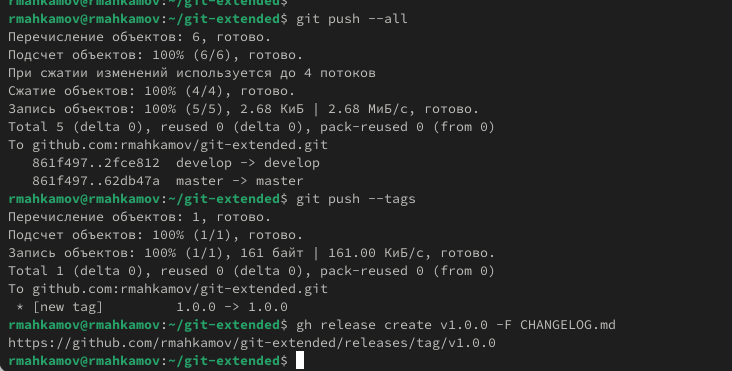 rmahkamov@rmahkamov:~/git-extended$
rmahkamov@rmahkamov:~/git-extended$ git push --all
Перечисление объектов: 6, готово.
Подсчет объектов: 100% (6/6), готово.
При сжатии изменений используется до 4 потоков
Сжатие объектов: 100% (4/4), готово.
Запись объектов: 100% (5/5), 2.68 КиБ | 2.68 МиБ/с, готово.
Total 5 (delta 0), reused 0 (delta 0), pack-reused 0 (from 0)
To github.com:rmahkamov/git-extended.git
   861f497..2fce812  develop -> develop
   861f497..62db47a  master -> master
rmahkamov@rmahkamov:~/git-extended$ git push --tags
Перечисление объектов: 1, готово.
Подсчет объектов: 100% (1/1), готово.
Запись объектов: 100% (1/1), 161 байт | 161.00 КиБ/с, готово.
Total 1 (delta 0), reused 0 (delta 0), pack-reused 0 (from 0)
To github.com:rmahkamov/git-extended.git
 * [new tag]         1.0.0 -> 1.0.0
rmahkamov@rmahkamov:~/git-extended$ gh release create v1.0.0 -F CHANGELOG.md
https://github.com/rmahkamov/git-extended/releases/tag/v1.0.0
rmahkamov@rmahkamov:~/git-extended$